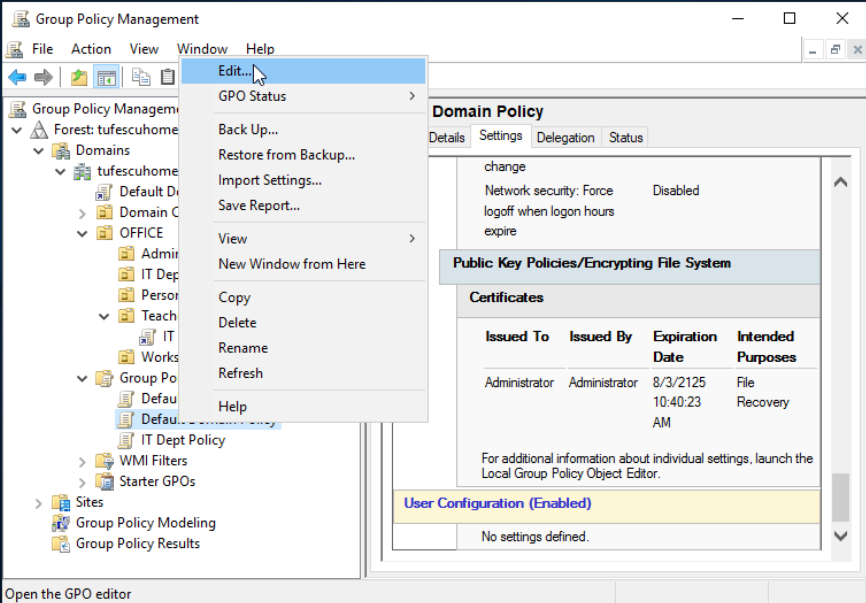 Group Policy Management
File Action View Window Help
Group Policy Manageme
Forest: tufescuhome
Domains
tufescuhome
Default Do
Domain C
OFFICE
Admin
IT Dep
Person
Teach
IT
Works
Group Po
Defau
Default Domain Policy
IT Dept Policy
WMI Filters
Starter GPOs
Sites
Group Policy Modeling
Group Policy Results
Edit...
GPO Status
Back Up...
Restore from Backup...
Import Settings...
Save Report...
View
New Window from Here
Copy
Delete
Rename
Refresh
Help
Domain Policy
Details Settings Delegation Status
change
Network security: Force Disabled
logoff when logon hours
expire
Public Key Policies/Encrypting File System
Certificates
Issued To Issued By Expiration Intended
Date Purposes
Administrator Administrator 8/3/2125 File
10:40:23 Recovery
AM
For additional information about individual settings, launch the
Local Group Policy Object Editor.
User Configuration (Enabled)
No settings defined.
Open the GPO editor